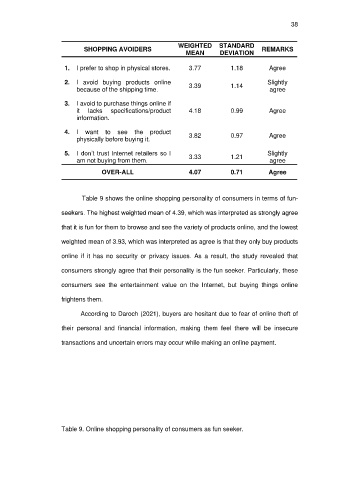 38
SHOPPING AVOIDERS WEIGHTED MEAN STANDARD DEVIATION REMARKS
1. I prefer to shop in physical stores. 3.77 1.18 Agree
2. I avoid buying products online because of the shipping time. 3.39 1.14 Slightly agree
3. I avoid to purchase things online if it lacks specifications/product information. 4.18 0.99 Agree
4. I want to see the product physically before buying it. 3.82 0.97 Agree
5. I don't trust Internet retailers so I am not buying from them. 3.33 1.21 Slightly agree
OVER-ALL 4.07 0.71 Agree
Table 9 shows the online shopping personality of consumers in terms of fun-
seekers. The highest weighted mean of 4.39, which was interpreted as strongly agree
that it is fun for them to browse and see the variety of products online, and the lowest
weighted mean of 3.93, which was interpreted as agree is that they only buy products
online if it has no security or privacy issues. As a result, the study revealed that
consumers strongly agree that their personality is the fun seeker. Particularly, these
consumers see the entertainment value on the Internet, but buying things online
frightens them.
According to Daroch (2021), buyers are hesitant due to fear of online theft of
their personal and financial information, making them feel there will be insecure
transactions and uncertain errors may occur while making an online payment.
Table 9. Online shopping personality of consumers as fun seeker.